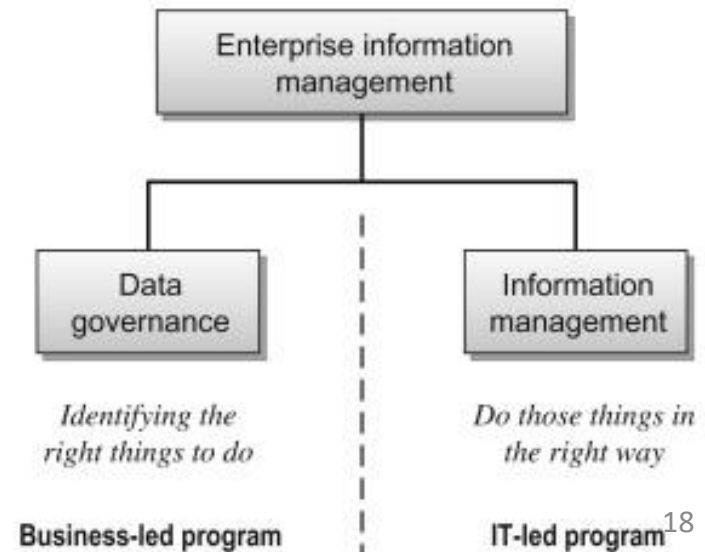 Enterprise information
management
Data
governance
Information
management
Identifying the
right things to do
Do those things in
the right way
Business-led program
IT-led program
18